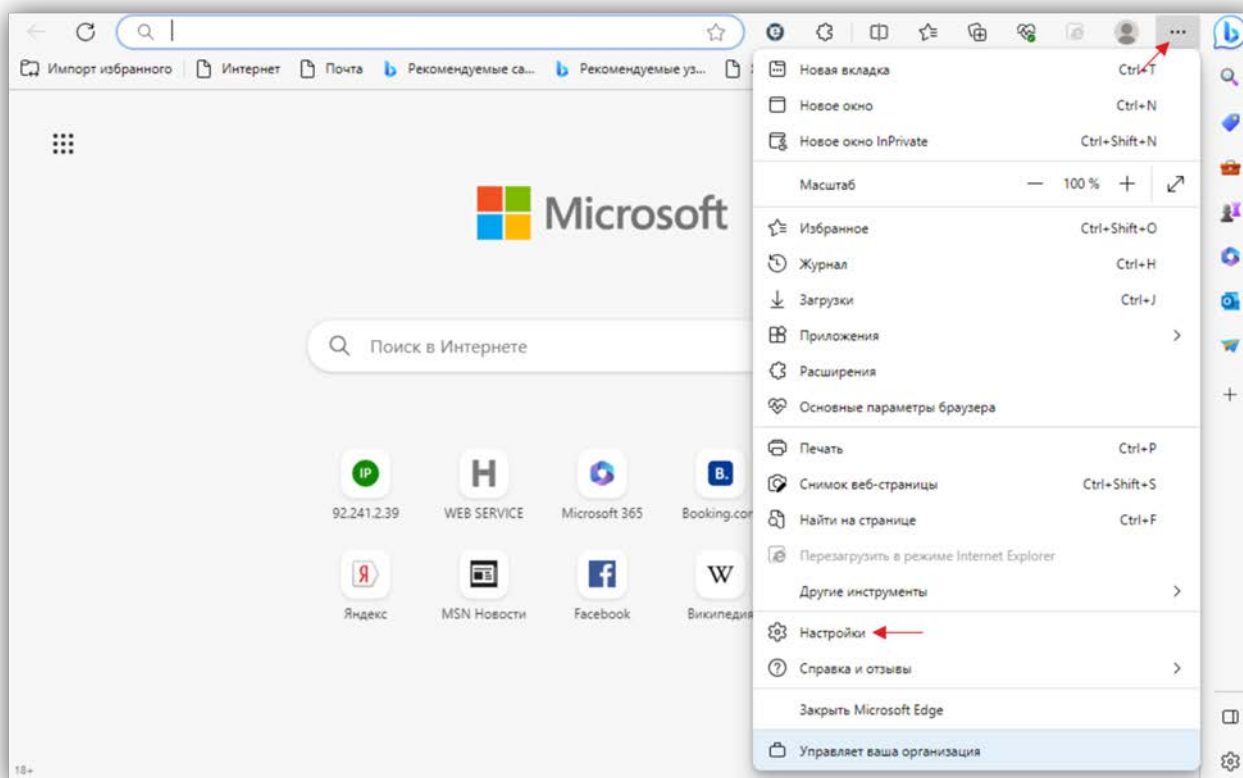 Импорт избранного Интернет Почта Рекомендуемые са... Рекомендуемые уз...
Microsoft
Поиск в Интернете
IP H B.
92.241.2.39 WEB SERVICE Microsoft 365 Booking.cor
Я f W
Яндекс MSN Новости Facebook Википедия
18+
Новая вкладка Ctrl+T
Новое окно Ctrl+N
Новое окно InPrivate Ctrl+Shift+N
Масштаб — 100 % +
Избранное Ctrl+Shift+O
Журнал Ctrl+H
Загрузки Ctrl+J
Приложения
Расширения
Основные параметры браузера
Печать Ctrl+P
Снимок веб-страницы Ctrl+Shift+S
Найти на странице Ctrl+F
Перезагрузить в режиме Internet Explorer
Другие инструменты
Настройки
Справка и отзывы
Закрыть Microsoft Edge
Управляет ваша организация